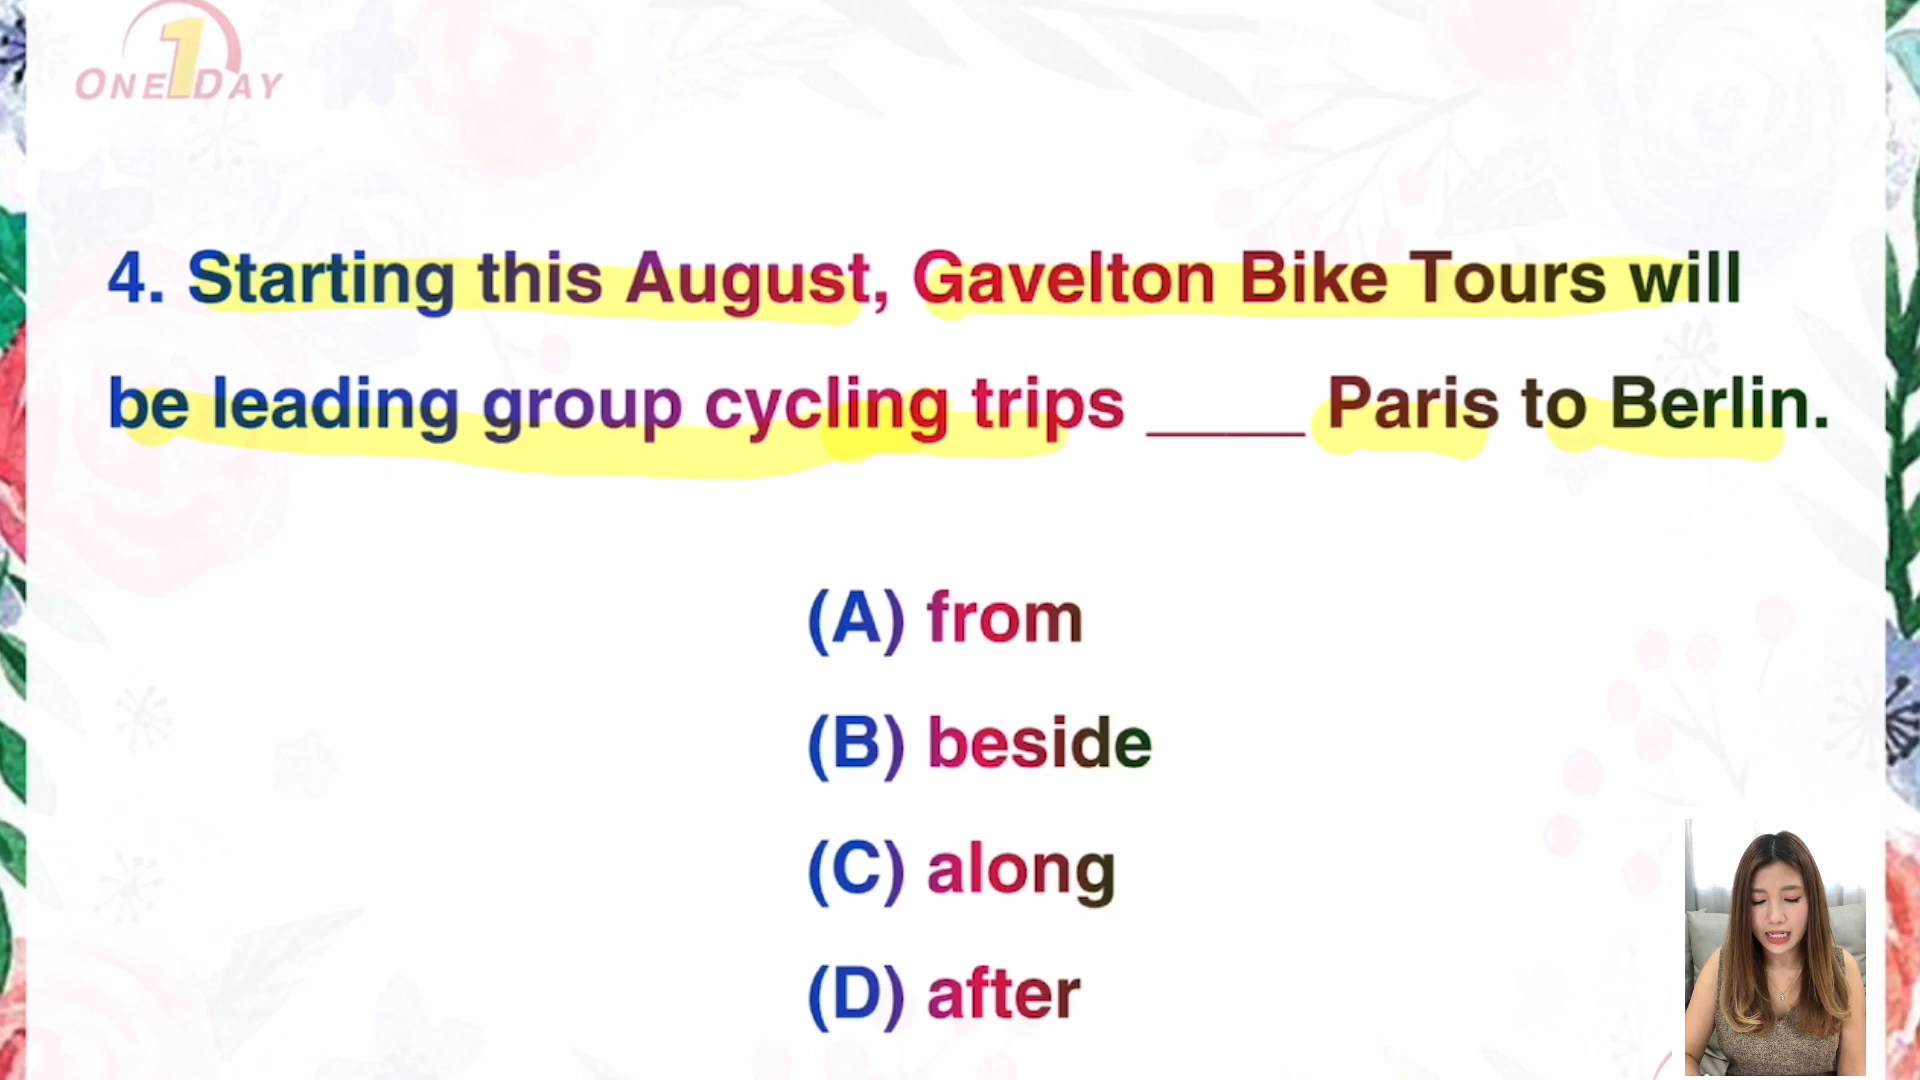 ONE 1 DAY
4. Starting this August, Gavelton Bike Tours will
be leading group cycling trips _____ Paris to Berlin.
(A) from
(B) beside
(C) along
(D) after